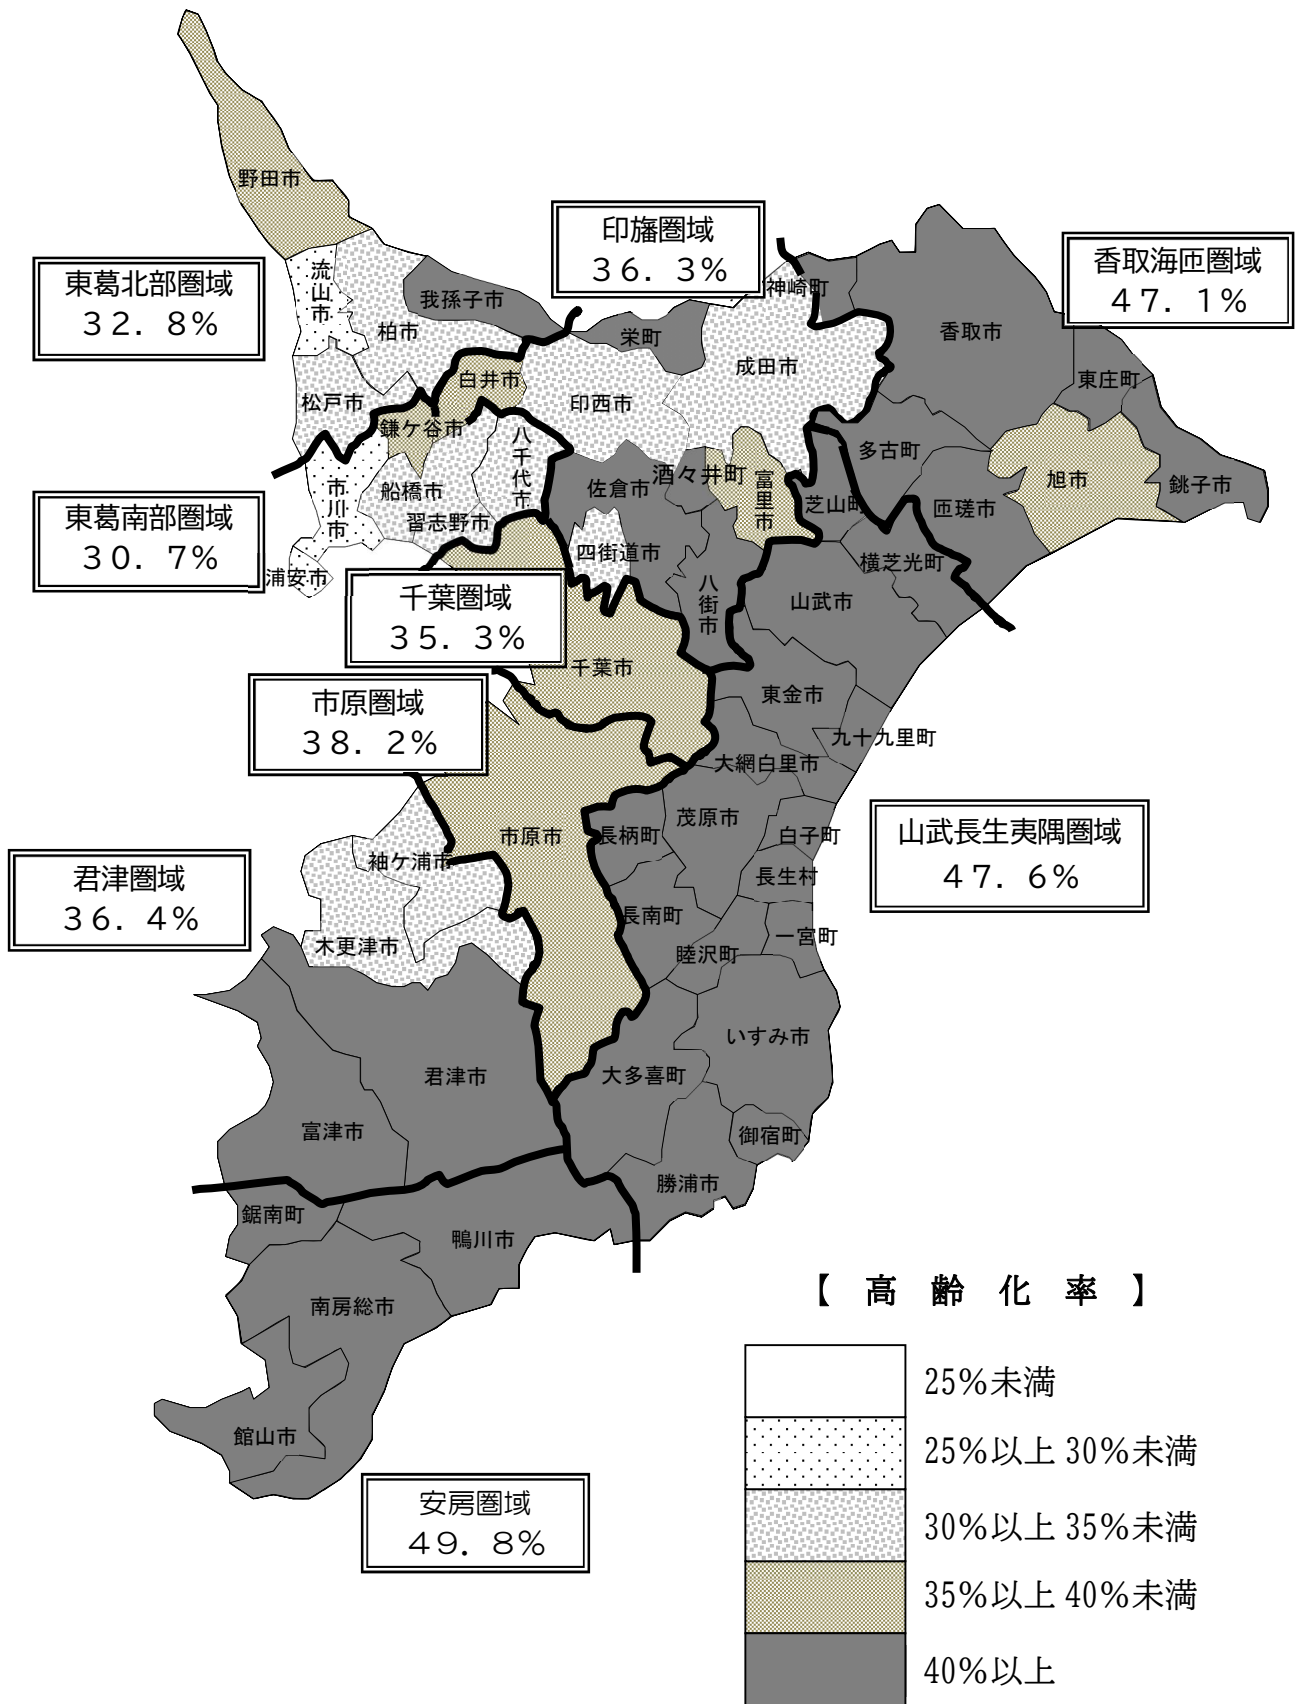 野田市
印旛圏域
36.3%
香取海匝圏域
47.1%
東葛北部圏域
32.8%
流山市
我孫子市
柏市
神崎町
栄町
香取市
成田市
東庄町
白井市
松戸市
印西市
鎌ケ谷市
八千代市
多古町
酒々井町
富里市
旭市
銚子市
船橋市
市川市
佐倉市
芝山町
匝瑳市
東葛南部圏域
30.7%
習志野市
四街道市
横芝光町
浦安市
八街市
山武市
千葉圏域
35.3%
千葉市
東金市
市原圏域
38.2%
九十九里町
大網白里市
茂原市
山武長生夷隅圏域
47.6%
市原市
長柄町
白子町
袖ケ浦市
君津圏域
36.4%
長生村
長南町
一宮町
木更津市
睦沢町
いすみ市
君津市
大多喜町
富津市
御宿町
勝浦市
鋸南町
鴨川市
南房総市
館山市
安房圏域
49.8%
【 高 齢 化 率 】
25%未満
25%以上 30%未満
30%以上 35%未満
35%以上 40%未満
40%以上